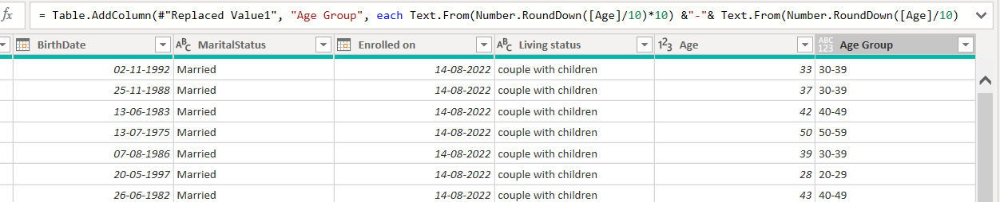 fx = Table.AddColumn(#"Replaced Value1", "Age Group", each Text.From(Number.RoundDown([Age]/10)*10) &"-"& Text.From(Number.RoundDown([Age]/10)
BirthDate ABC MaritalStatus Enrolled on ABC Living status 123 Age ABC 123 Age Group
02-11-1992 Married 14-08-2022 couple with children 33 30-39
25-11-1988 Married 14-08-2022 couple with children 37 30-39
13-06-1983 Married 14-08-2022 couple with children 42 40-49
13-07-1975 Married 14-08-2022 couple with children 50 50-59
07-08-1986 Married 14-08-2022 couple with children 39 30-39
20-05-1997 Married 14-08-2022 couple with children 28 20-29
26-06-1982 Married 14-08-2022 couple with children 43 40-49